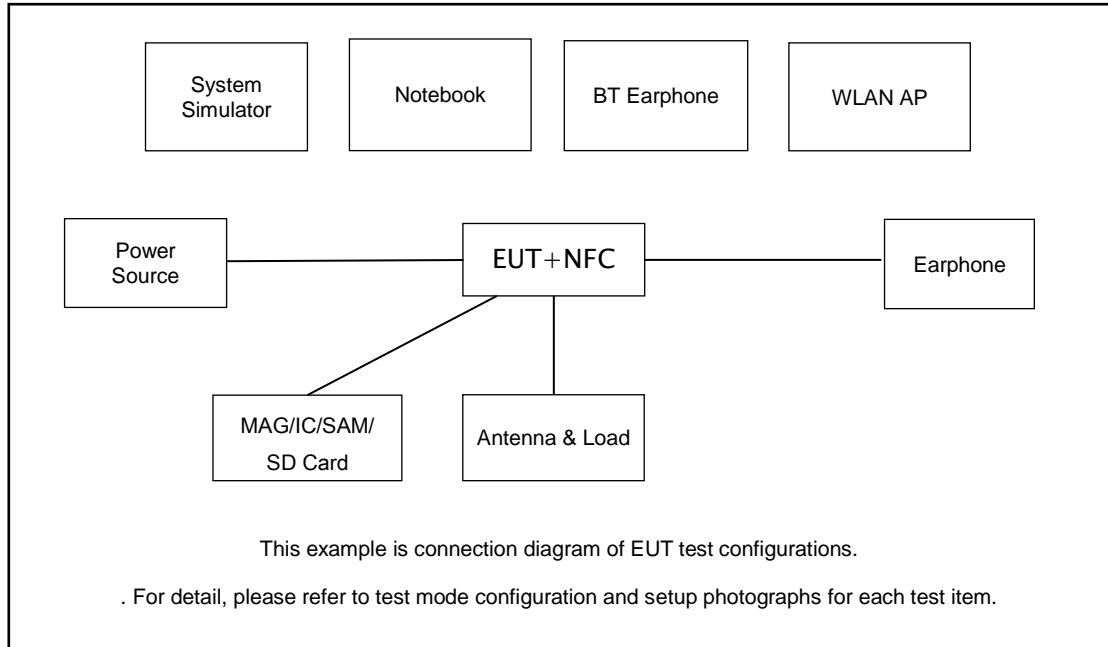 System
Simulator
Notebook
BT Earphone
WLAN AP
Power
Source
EUT+NFC
Earphone
MAG/IC/SAM/
SD Card
Antenna & Load
This example is connection diagram of EUT test configurations.
. For detail, please refer to test mode configuration and setup photographs for each test item.